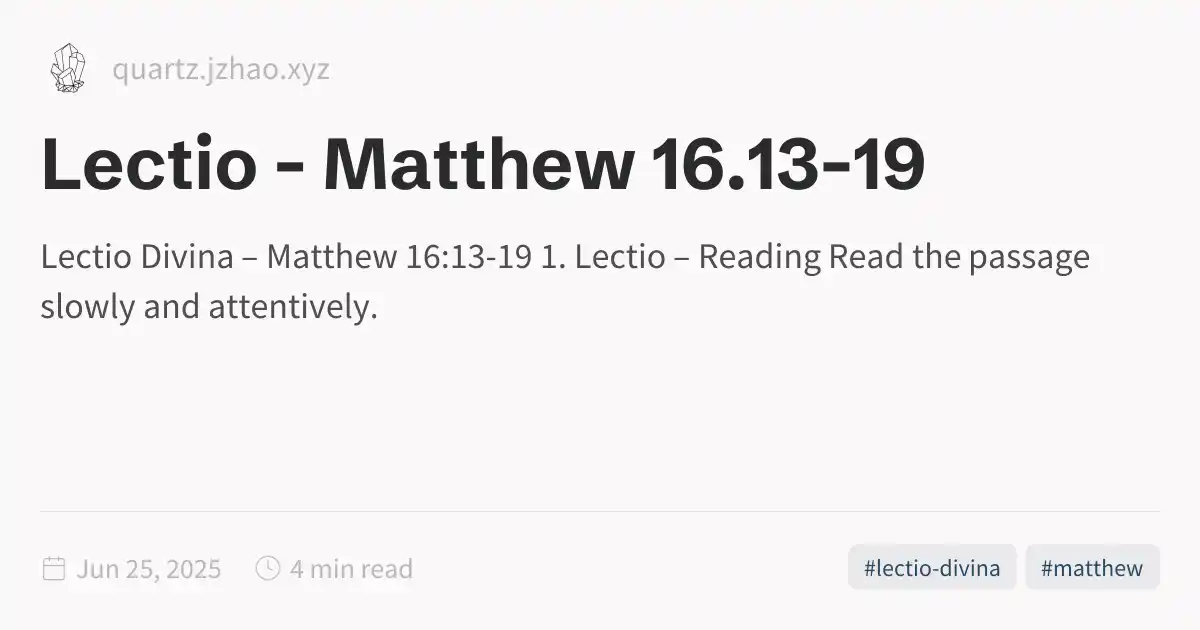 quartz.jzhao.xyz
Lectio - Matthew 16.13-19
Lectio Divina – Matthew 16:13-19 1. Lectio – Reading Read the passage
slowly and attentively.
Jun 25, 2025 4 min read #lectio-divina #matthew